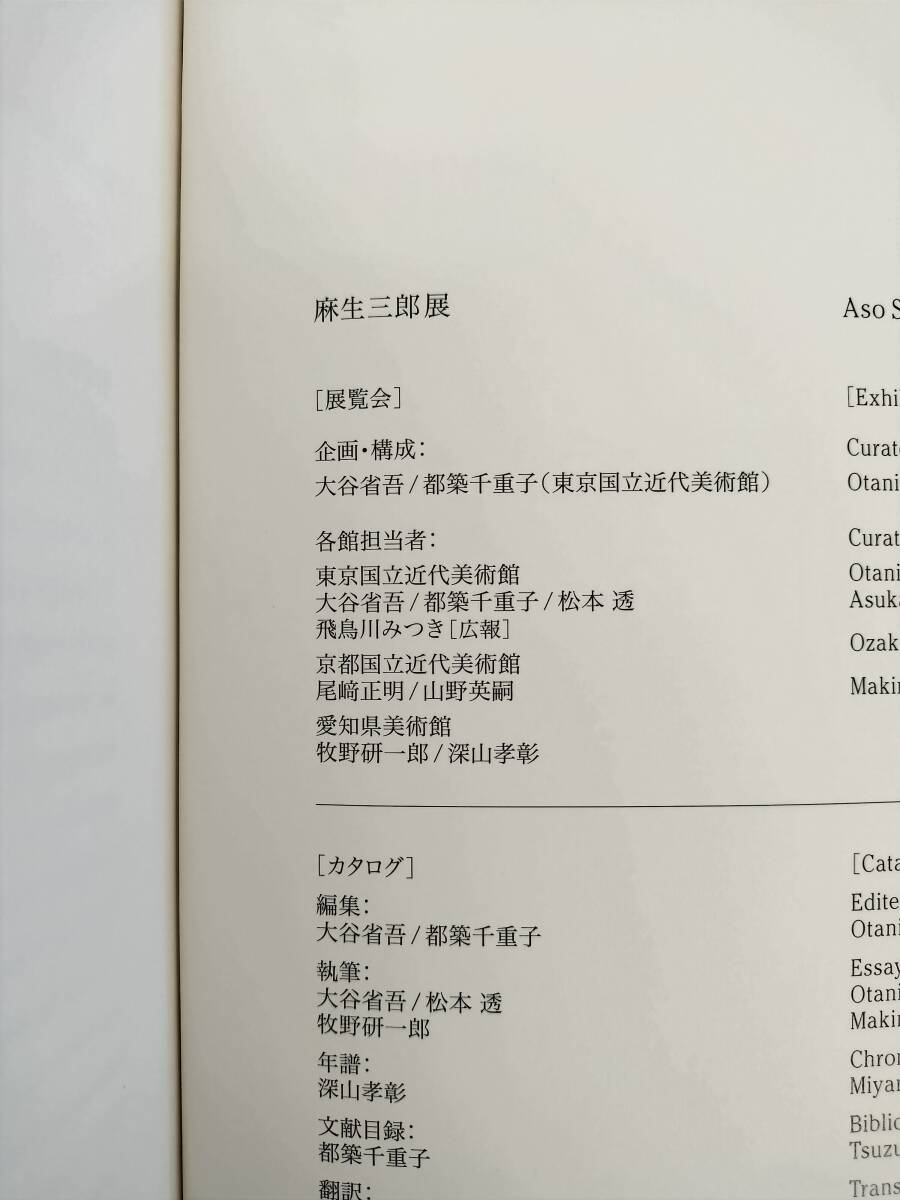 麻生三郎展
[展覧会]
企画・構成:
大谷省吾/都築千重子(東京国立近代美術館)
各館担当者:
東京国立近代美術館
大谷省吾/都築千重子/松本 透
飛鳥川みつき[広報]
京都国立近代美術館
尾﨑正明/山野英嗣
愛知県美術館
牧野研一郎/深山孝彰
[カタログ]
編集:
大谷省吾/都築千重子
執筆:
大谷省吾/松本 透
牧野研一郎
年譜:
深山孝彰
文献目録:
都築千重子
翻訳:
Aso S
[Exhi
Curat
Otani
Curat
Otani
Asuka
Ozak
Makin
[Cata
Edite
Otani
Essay
Otani
Makin
Chron
Miyam
Biblio
Tsuzu
Trans